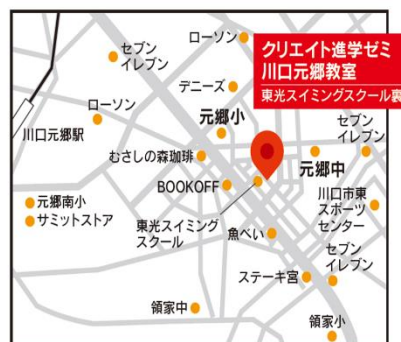 ローソン
セブン
イレブン
クリエイト進学ゼミ
川口元郷教室
東光スイミングスクール裏
デニーズ
ローソン
元郷小
川口元郷駅
むさしの森珈琲
元郷中
セブン
イレブン
BOOKOFF
川口市東
スポーツ
センター
元郷南小
サミットストア
東光スイミング
スクール
魚べい
ステーキ宮
セブン
イレブン
領家中
領家小